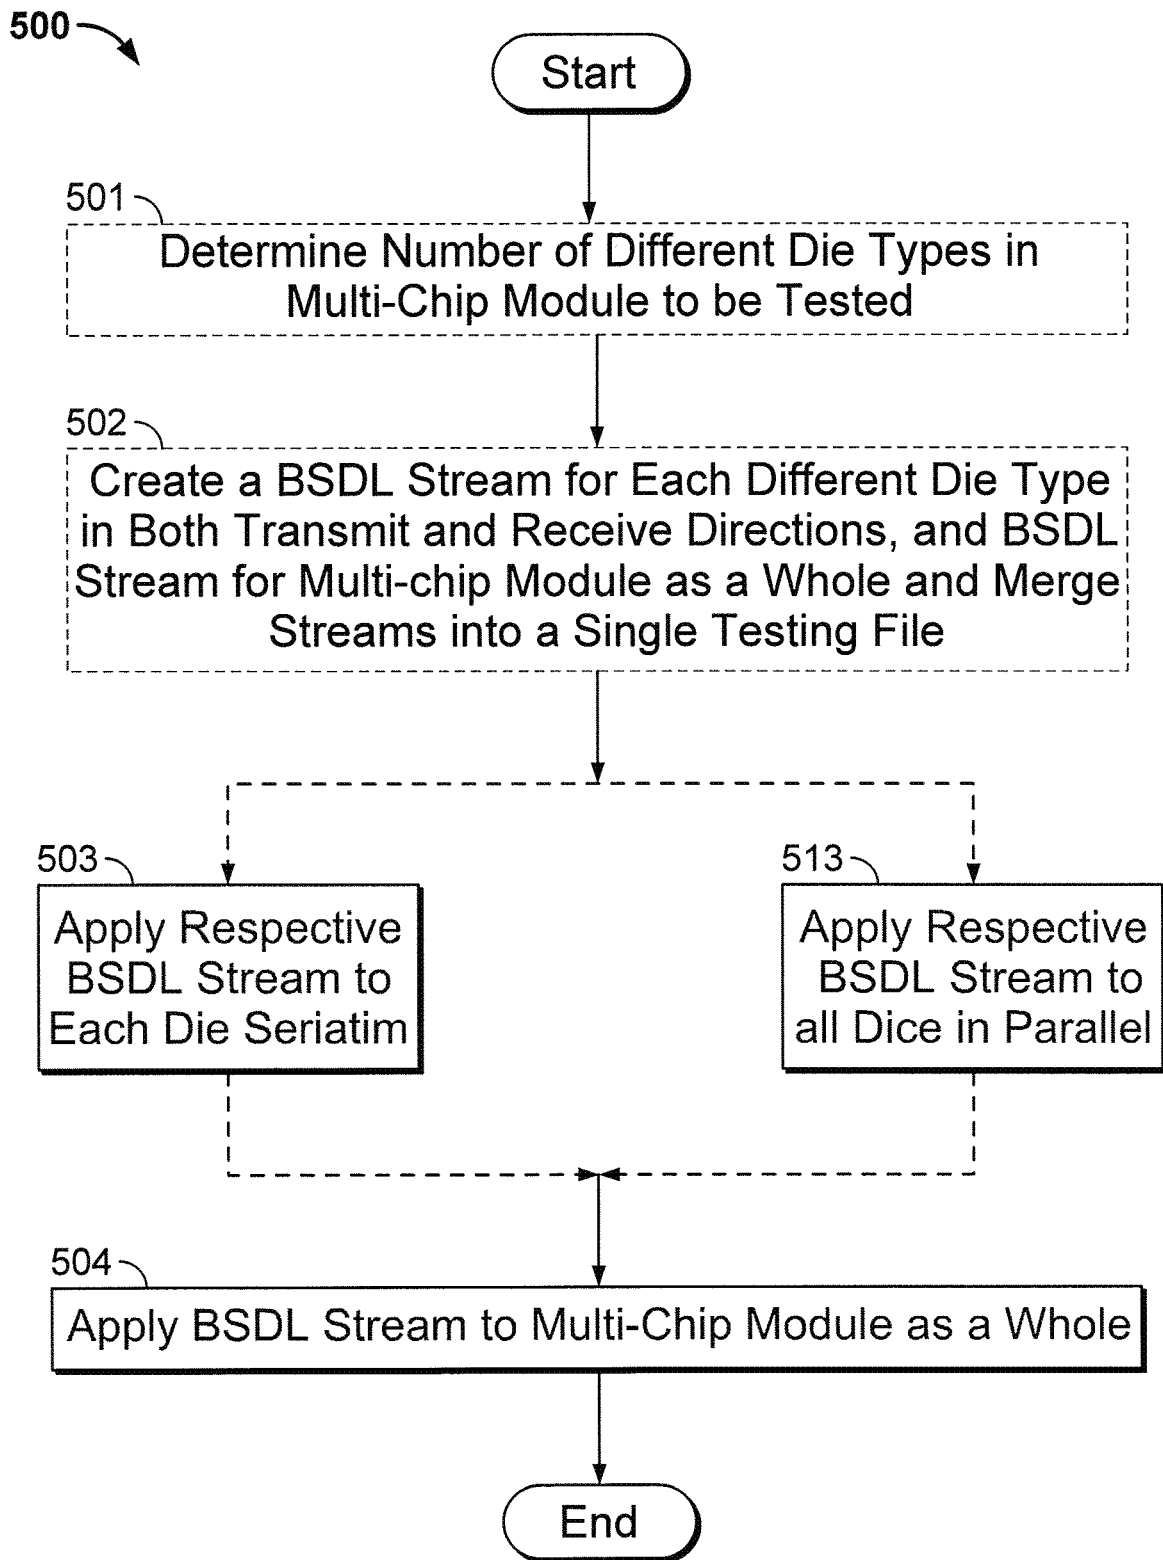 500
Start
501
Determine Number of Different Die Types in
Multi-Chip Module to be Tested
502
Create a BSDL Stream for Each Different Die Type
in Both Transmit and Receive Directions, and BSDL
Stream for Multi-chip Module as a Whole and Merge
Streams into a Single Testing File
503
Apply Respective
BSDL Stream to
Each Die Seriatim
513
Apply Respective
BSDL Stream to
all Dice in Parallel
504
Apply BSDL Stream to Multi-Chip Module as a Whole
End